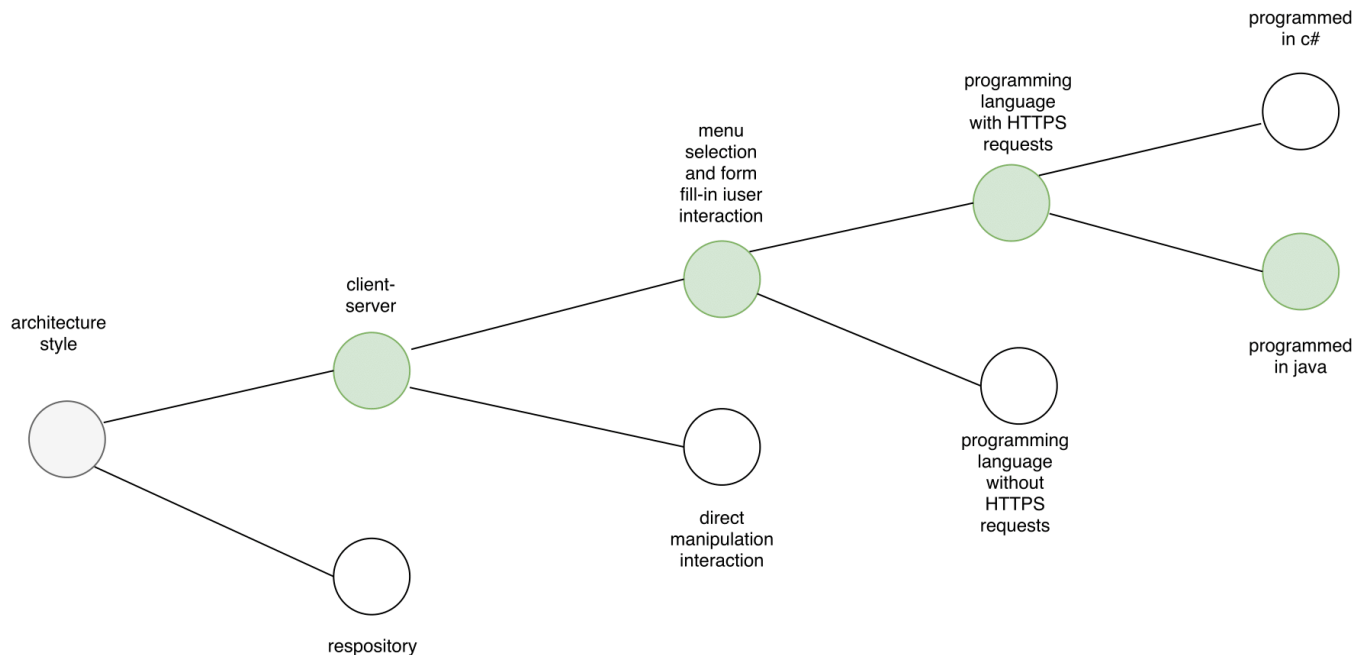 architecture
style
client-
server
respository
menu
selection
and form
fill-in iuser
interaction
direct
manipulation
interaction
programming
language
with HTTPS
requests
programming
language
without
HTTPS
requests
programmed
in c#
programmed
in java